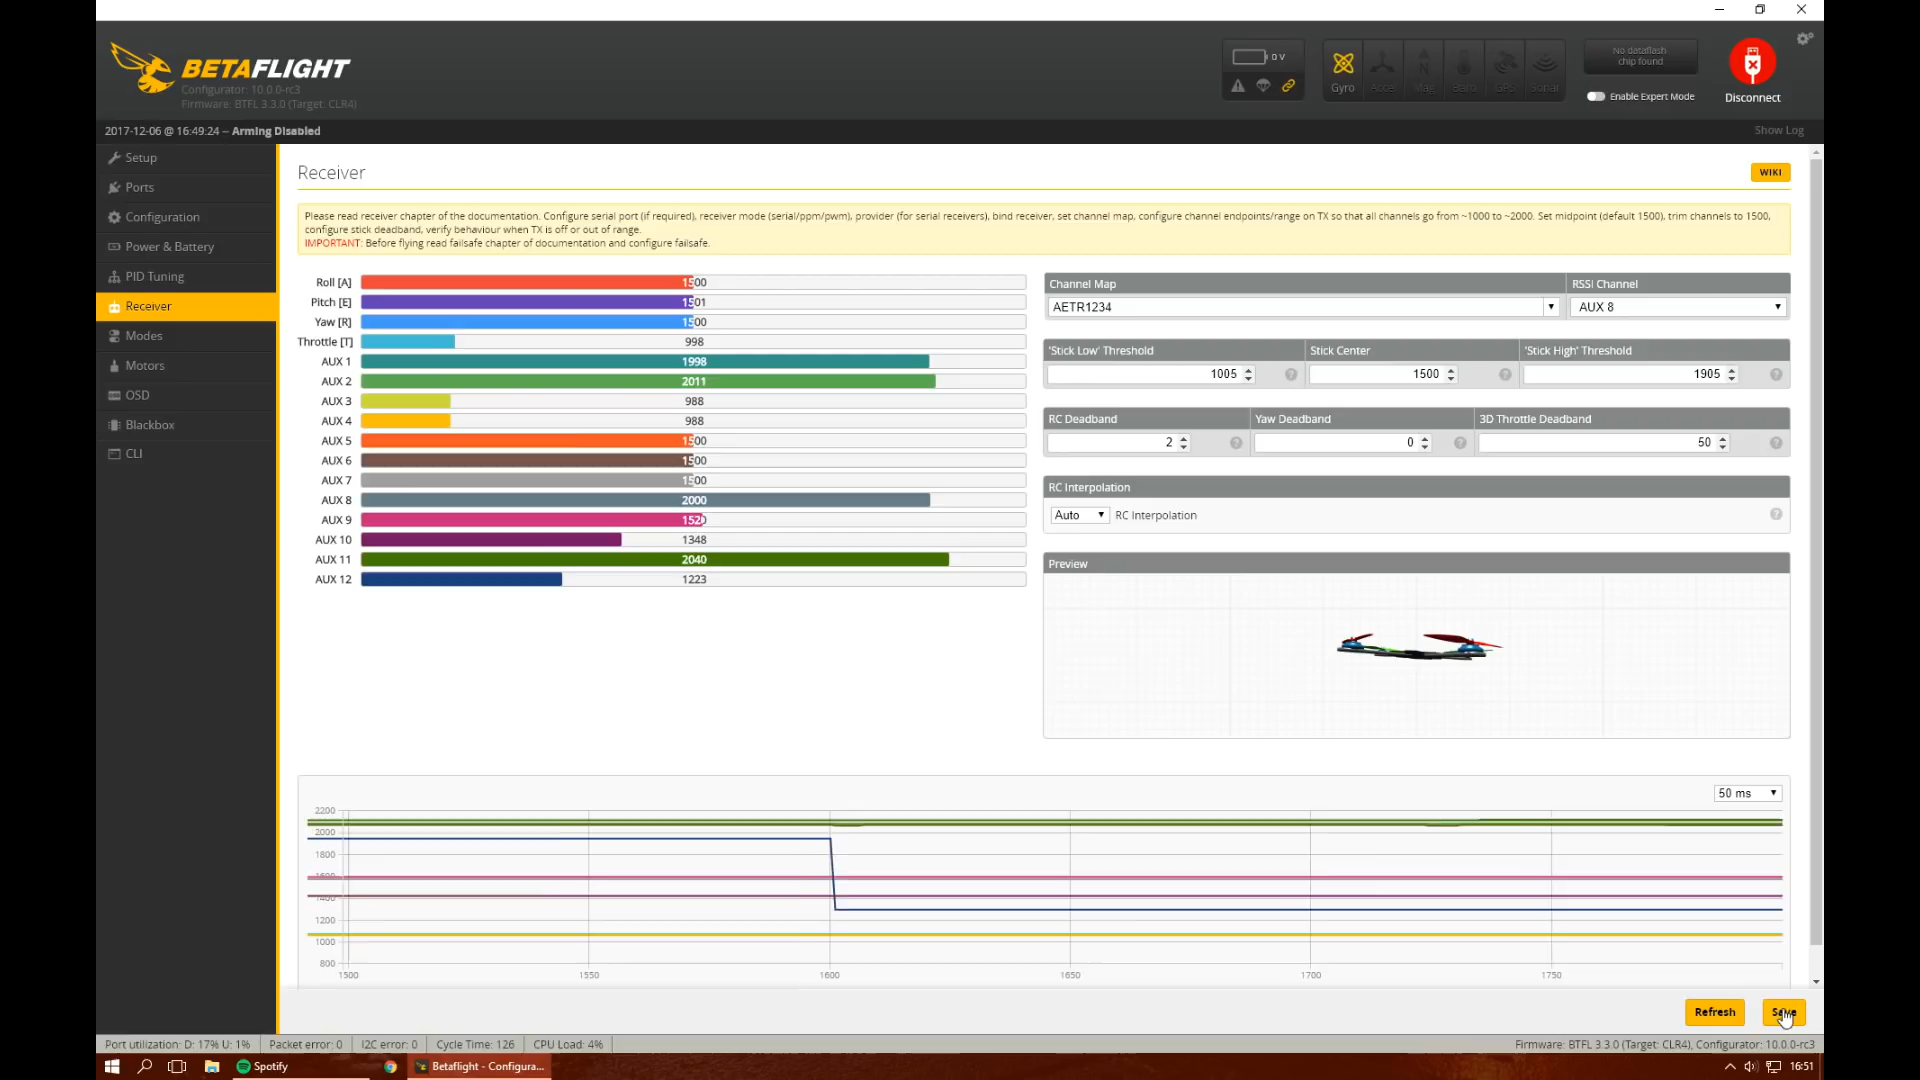 BETAFLIGHT
Configurator: 10.0.0-rc3
Firmware: BTFL 3.3.0 (Target: CLR4)
0 V
Gyro
Accel
Mag
Baro
GPS
Sonar
No dataflash
chip found
Enable Expert Mode
Disconnect
2017-12-06 @ 16:49:24 -- Arming Disabled
Show Log
Setup
Ports
Configuration
Power & Battery
PID Tuning
Receiver
Modes
Motors
OSD
Blackbox
CLI
Receiver
WIKI
Please read receiver chapter of the documentation. Configure serial port (if required), receiver mode (serial/ppm/pwm), provider (for serial receivers), bind receiver, set channel map, configure channel endpoints/range on TX so that all channels go from ~1000 to ~2000. Set midpoint (default 1500), trim channels to 1500,
configure stick deadband, verify behaviour when TX is off or out of range.
IMPORTANT: Before flying read failsafe chapter of documentation and configure failsafe.
Roll [A] 1500
Pitch [E] 1501
Yaw [R] 1500
Throttle [T] 998
AUX 1 1998
AUX 2 2011
AUX 3 988
AUX 4 988
AUX 5 1500
AUX 6 1500
AUX 7 1500
AUX 8 2000
AUX 9 1520
AUX 10 1348
AUX 11 2040
AUX 12 1223
Channel Map RSSI Channel
AETR1234 AUX 8
'Stick Low' Threshold Stick Center 'Stick High' Threshold
1005 1500 1905
RC Deadband Yaw Deadband 3D Throttle Deadband
2 0 50
RC Interpolation
Auto RC Interpolation
Preview
50 ms
2200
2000
1800
1600
1400
1200
1000
800
1500 1550 1600 1650 1700 1750
Refresh
Save
Port utilization: D: 17% U: 1% Packet error: 0 I2C error: 0 Cycle Time: 126 CPU Load: 4% Firmware: BTFL 3.3.0 (Target: CLR4), Configurator: 10.0.0-rc3
Spotify
Betaflight - Configura...
16:51